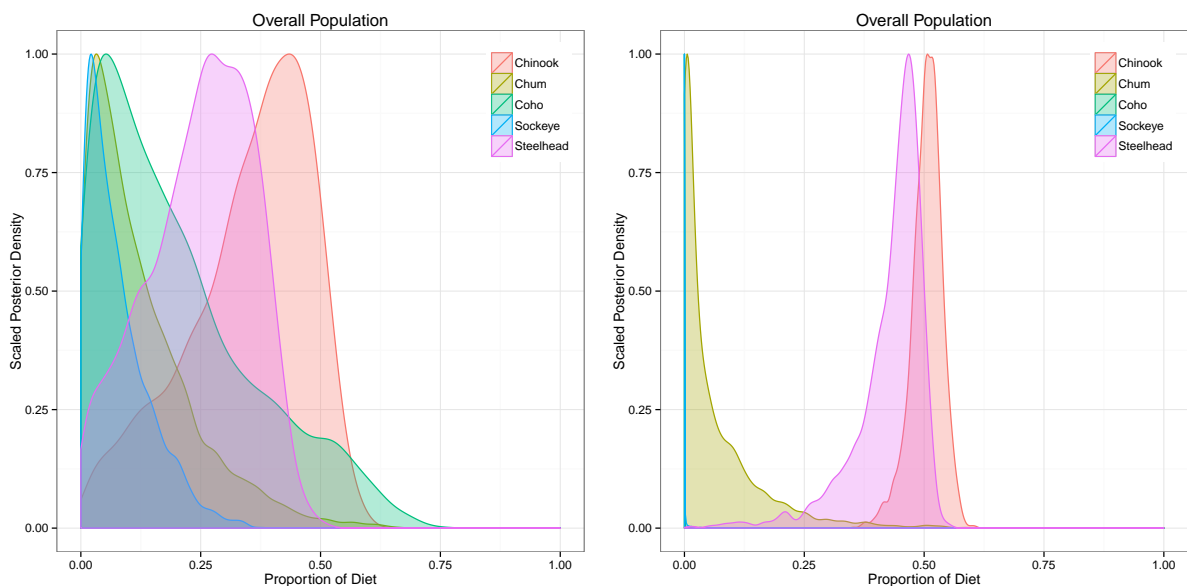 Overall Population
1.00
0.75
0.50
0.25
0.00
Scaled Posterior Density
Chinook
Chum
Coho
Sockeye
Steelhead
0.00 0.25 0.50 0.75 1.00
Proportion of Diet
Overall Population
1.00
0.75
0.50
0.25
0.00
Scaled Posterior Density
Chinook
Chum
Coho
Sockeye
Steelhead
0.00 0.25 0.50 0.75 1.00
Proportion of Diet